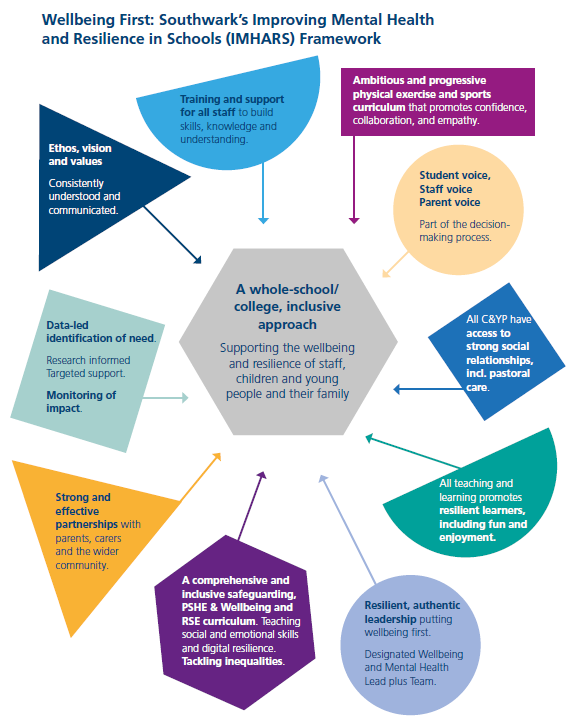 Wellbeing First: Southwark’s Improving Mental Health
and Resilience in Schools (IMHARS) Framework
Training and support
for all staff to build
skills, knowledge and
understanding.
Ambitious and progressive
physical exercise and sports
curriculum that promotes confidence,
collaboration, and empathy.
Ethos, vision
and values
Consistently
understood and
communicated.
Student voice,
Staff voice
Parent voice
Part of the decision-
making process.
A whole-school/
college, inclusive
approach
Supporting the wellbeing
and resilience of staff,
children and young
people and their family
Data-led
identification of need.
Research informed
Targeted support.
Monitoring of
impact.
All C&YP have
access to
strong social
relationships,
incl. pastoral
care.
All teaching and
learning promotes
resilient learners,
including fun and
enjoyment.
Strong and
effective
partnerships with
parents, carers
and the wider
community.
A comprehensive and
inclusive safeguarding,
PSHE & Wellbeing and
RSE curriculum. Teaching
social and emotional skills
and digital resilience.
Tackling inequalities.
Resilient, authentic
leadership putting
wellbeing first.
Designated Wellbeing
and Mental Health
Lead plus Team.